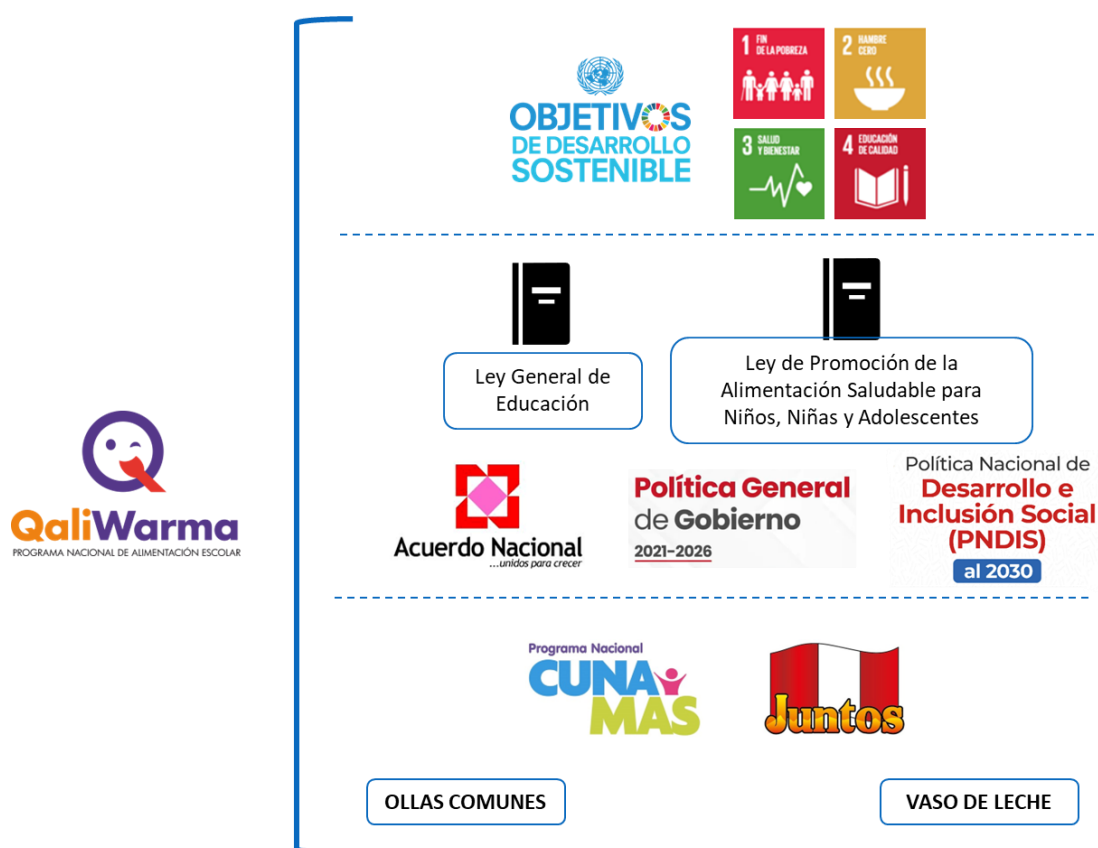 1 FIN
DE LA POBREZA
2 HAMBRE
CERO
OBJETIVOS
DE DESARROLLO
SOSTENIBLE
3 SALUD
Y BIENESTAR
4 EDUCACIÓN
DE CALIDAD
Ley General de
Educación
Ley de Promoción de la
Alimentación Saludable para
Niños, Niñas y Adolescentes
QaliWarma
PROGRAMA NACIONAL DE ALIMENTACIÓN ESCOLAR
Acuerdo Nacional
...unidos para crecer
Política General
de Gobierno
2021-2026
Política Nacional de
Desarrollo e
Inclusión Social
(PNDIS)
al 2030
Programa Nacional
CUNA
MAS
Juntos
OLLAS COMUNES
VASO DE LECHE